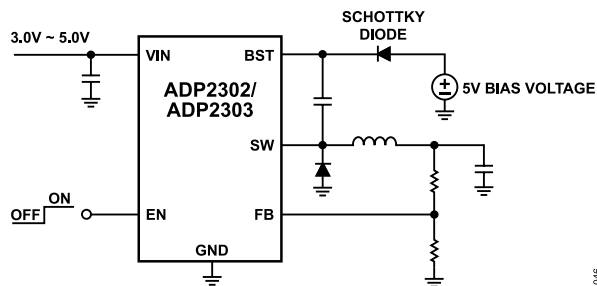 SCHOTTKY
DIODE
3.0V ~ 5.0V
VIN
BST
ADP2302/
ADP2303
5V BIAS VOLTAGE
SW
ON
OFF
EN
FB
GND